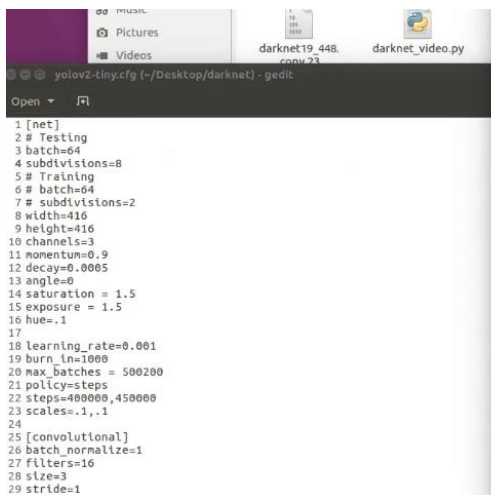 Music
Pictures
Videos
darknet19_448.
conv.23
darknet_video.py
yolov2-tiny.cfg (~/Desktop/darknet) - gedit
Open
1 [net]
2 # Testing
3 batch=64
4 subdivisions=8
5 # Training
6 # batch=64
7 # subdivisions=2
8 width=416
9 height=416
10 channels=3
11 momentum=0.9
12 decay=0.0005
13 angle=0
14 saturation = 1.5
15 exposure = 1.5
16 hue=.1
17
18 learning_rate=0.001
19 burn_in=1000
20 max_batches = 500200
21 policy=steps
22 steps=400000,450000
23 scales=.1,.1
24
25 [convolutional]
26 batch_normalize=1
27 filters=16
28 size=3
29 stride=1